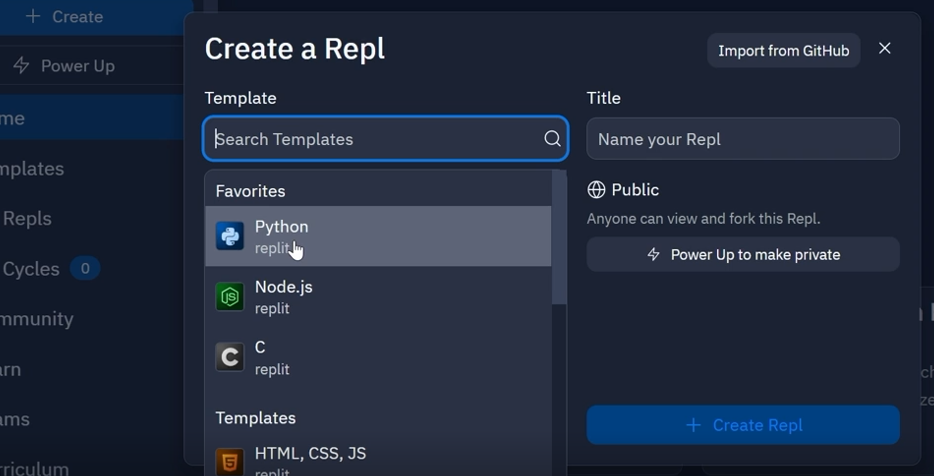 Create
Power Up
me
mplates
Repls
Cycles 0
mmunity
arn
ams
rriculum
Create a Repl
Import from GitHub
Template
Search Templates
Favorites
Python
replit
Node.js
replit
C
replit
Templates
HTML, CSS, JS
replit
Title
Name your Repl
Public
Anyone can view and fork this Repl.
Power Up to make private
Create Repl